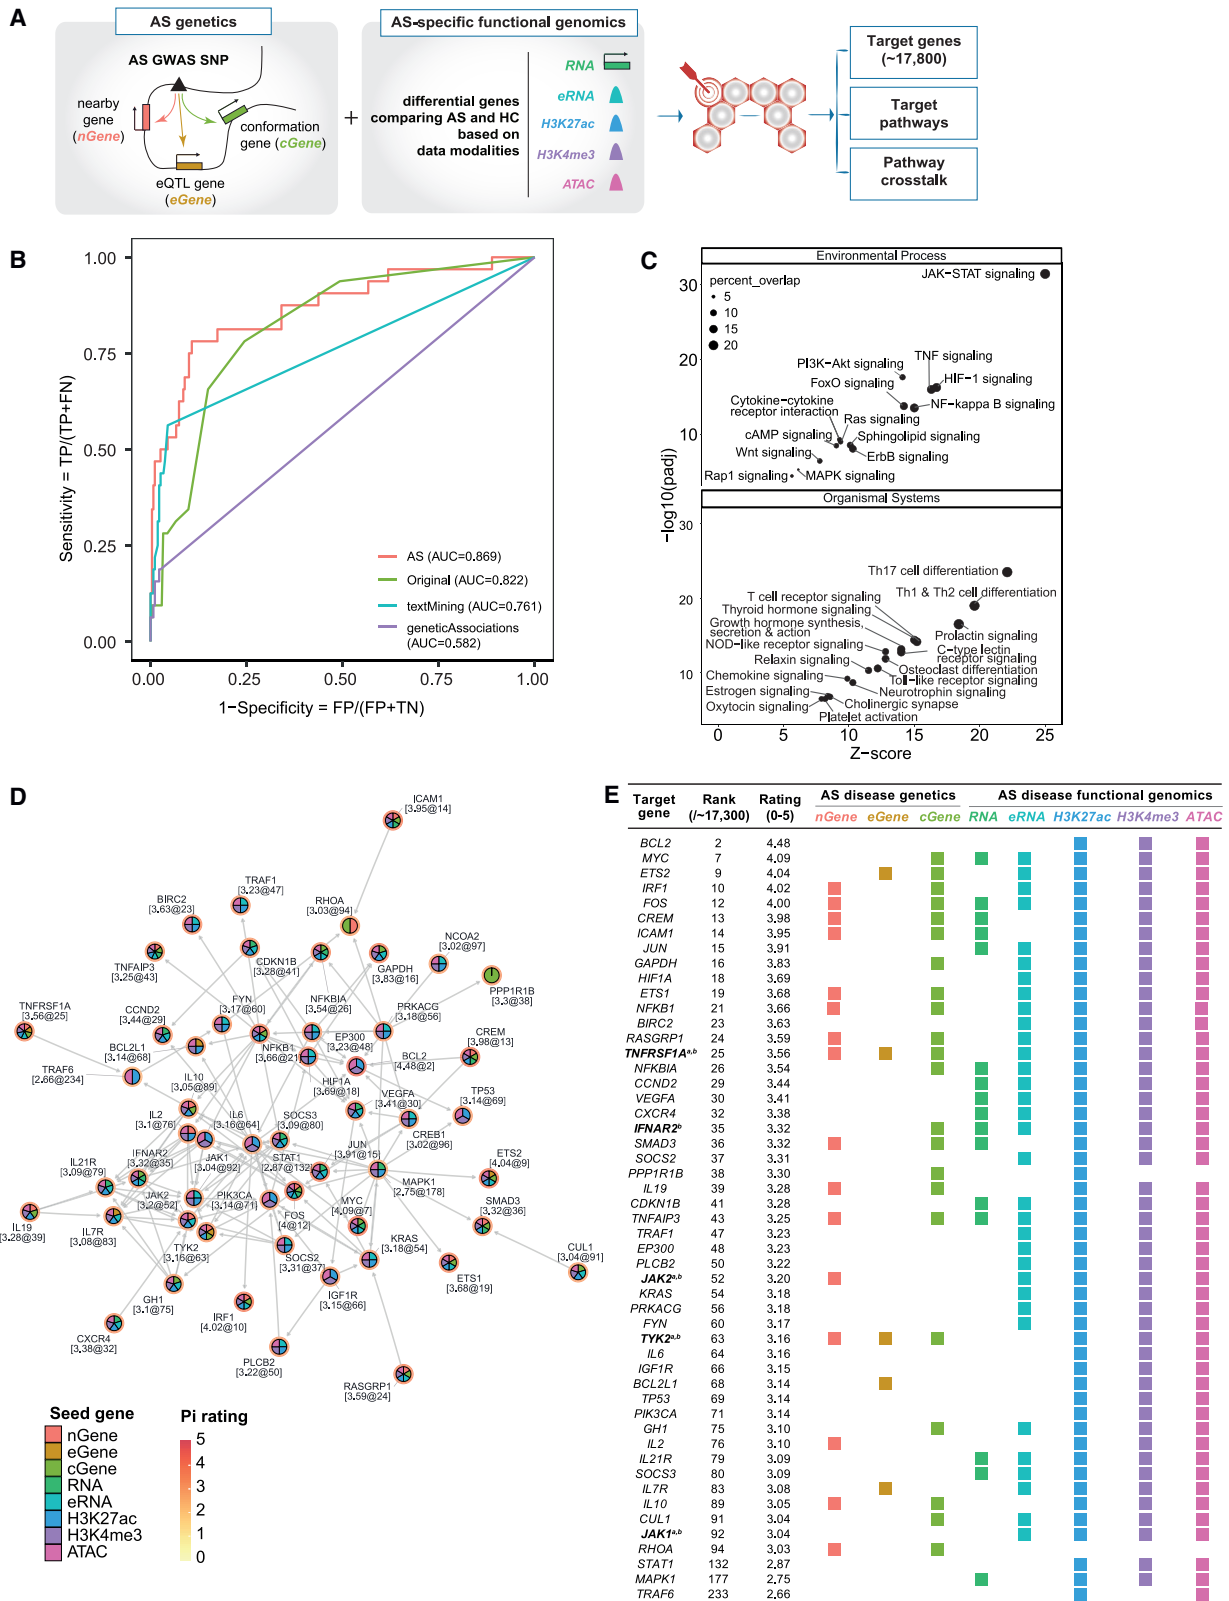 A
AS genetics
AS GWAS SNP
nearby
gene
(nGene)
conformation
gene (cGene)
eQTL gene
(eGene)
+
AS-specific functional genomics
differential genes
comparing AS and HC
based on
data modalities
RNA
eRNA
H3K27ac
H3K4me3
ATAC
Target genes
(~17,800)
Target
pathways
Pathway
crosstalk
B
Sensitivity = TP/(TP+FN)
1.00
0.75
0.50
0.25
0.00
AS (AUC=0.869)
Original (AUC=0.822)
textMining (AUC=0.761)
geneticAssociations
(AUC=0.582)
0.00 0.25 0.50 0.75 1.00
1−Specificity = FP/(FP+TN)
C
Environmental Process
percent_overlap
5
10
15
20
JAK−STAT signaling
TNF signaling
PI3K−Akt signaling
HIF−1 signaling
FoxO signaling
NF−kappa B signaling
Cytokine−cytokine
receptor interaction
Ras signaling
cAMP signaling
Sphingolipid signaling
Wnt signaling
ErbB signaling
Rap1 signaling
MAPK signaling
30
20
10
−log10(padj)
Organismal Systems
Th17 cell differentiation
Th1 & Th2 cell differentiation
T cell receptor signaling
Thyroid hormone signaling
Growth hormone synthesis,
secretion & action
Prolactin signaling
NOD−like receptor signaling
C−type lectin
receptor signaling
Relaxin signaling
Osteoclast differentiation
Chemokine signaling
Toll−like receptor signaling
Estrogen signaling
Neurotrophin signaling
Oxytocin signaling
Cholinergic synapse
Platelet activation
30
20
10
0 5 10 15 20 25
Z−score
D
ICAM1
[3.95@14]
TRAF1
[3.23@47]
BIRC2
[3.63@23]
RHOA
[3.03@94]
NCOA2
[3.02@97]
TNFAIP3
[3.25@43]
CDKN1B
[3.28@41]
GAPDH
[3.83@16]
PPP1R1B
[3.3@38]
TNFRSF1A
[3.56@25]
CCND2
[3.44@29]
FYN
[3.17@60]
NFKBIA
[3.54@26]
PRKACG
[3.18@56]
CREM
[3.98@13]
BCL2L1
[3.14@68]
NFKB1
[3.66@21]
EP300
[3.23@48]
BCL2
[4.48@2]
TRAF6
[2.66@234]
IL10
[3.05@89]
HIF1A
[3.69@18]
VEGFA
[3.41@30]
TP53
[3.14@69]
IL2
[3.1@76]
IL6
[3.16@64]
SOCS3
[3.09@80]
CREB1
[3.02@96]
IL21R
[3.09@79]
IFNAR2
[3.32@35]
JAK1
[3.04@92]
STAT1
[2.87@132]
JUN
[3.91@15]
ETS2
[4.04@9]
JAK2
[3.2@52]
PIK3CA
[3.14@71]
MYC
[4.09@7]
MAPK1
[2.75@178]
SMAD3
[3.32@36]
IL19
[3.28@39]
IL7R
[3.08@83]
TYK2
[3.16@63]
FOS
[4@12]
SOCS2
[3.31@37]
KRAS
[3.18@54]
CUL1
[3.04@91]
GH1
[3.1@75]
IGF1R
[3.15@66]
ETS1
[3.68@19]
IRF1
[4.02@10]
CXCR4
[3.38@32]
PLCB2
[3.22@50]
RASGRP1
[3.59@24]
Seed gene
nGene
eGene
cGene
RNA
eRNA
H3K27ac
H3K4me3
ATAC
Pi rating
5
4
3
2
1
0
E
Target gene Rank (/~17,300) Rating (0-5) AS disease genetics AS disease functional genomics
nGene eGene cGene RNA eRNA H3K27ac H3K4me3 ATAC
BCL2 2 4.48
MYC 7 4.09
ETS2 9 4.04
IRF1 10 4.02
FOS 12 4.00
CREM 13 3.98
ICAM1 14 3.95
JUN 15 3.91
GAPDH 16 3.83
HIF1A 18 3.69
ETS1 19 3.68
NFKB1 21 3.66
BIRC2 23 3.63
RASGRP1 24 3.59
TNFRSF1A a,b 25 3.56
NFKBIA 26 3.54
CCND2 29 3.44
VEGFA 30 3.41
CXCR4 32 3.38
IFNAR2 b 35 3.32
SMAD3 36 3.32
SOCS2 37 3.31
PPP1R1B 38 3.30
IL19 39 3.28
CDKN1B 41 3.28
TNFAIP3 43 3.25
TRAF1 47 3.23
EP300 48 3.23
PLCB2 50 3.22
JAK2 a,b 52 3.20
KRAS 54 3.18
PRKACG 56 3.18
FYN 60 3.17
TYK2 a,b 63 3.16
IL6 64 3.16
IGF1R 66 3.15
BCL2L1 68 3.14
TP53 69 3.14
PIK3CA 71 3.14
GH1 75 3.10
IL2 76 3.10
IL21R 79 3.09
SOCS3 80 3.09
IL7R 83 3.08
IL10 89 3.05
CUL1 91 3.04
JAK1 a,b 92 3.04
RHOA 94 3.03
STAT1 132 2.87
MAPK1 177 2.75
TRAF6 233 2.66